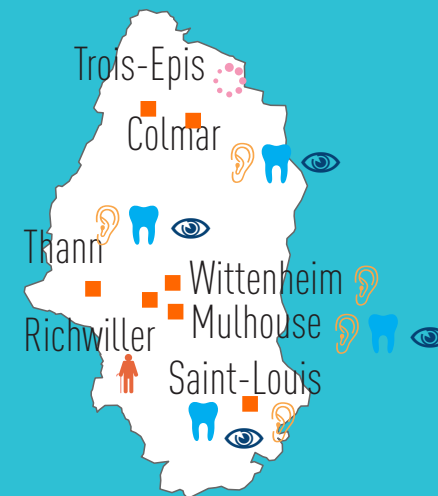 Trois-Epis
Colmar
Thann
Wittenheim
Richwiller
Mulhouse
Saint-Louis